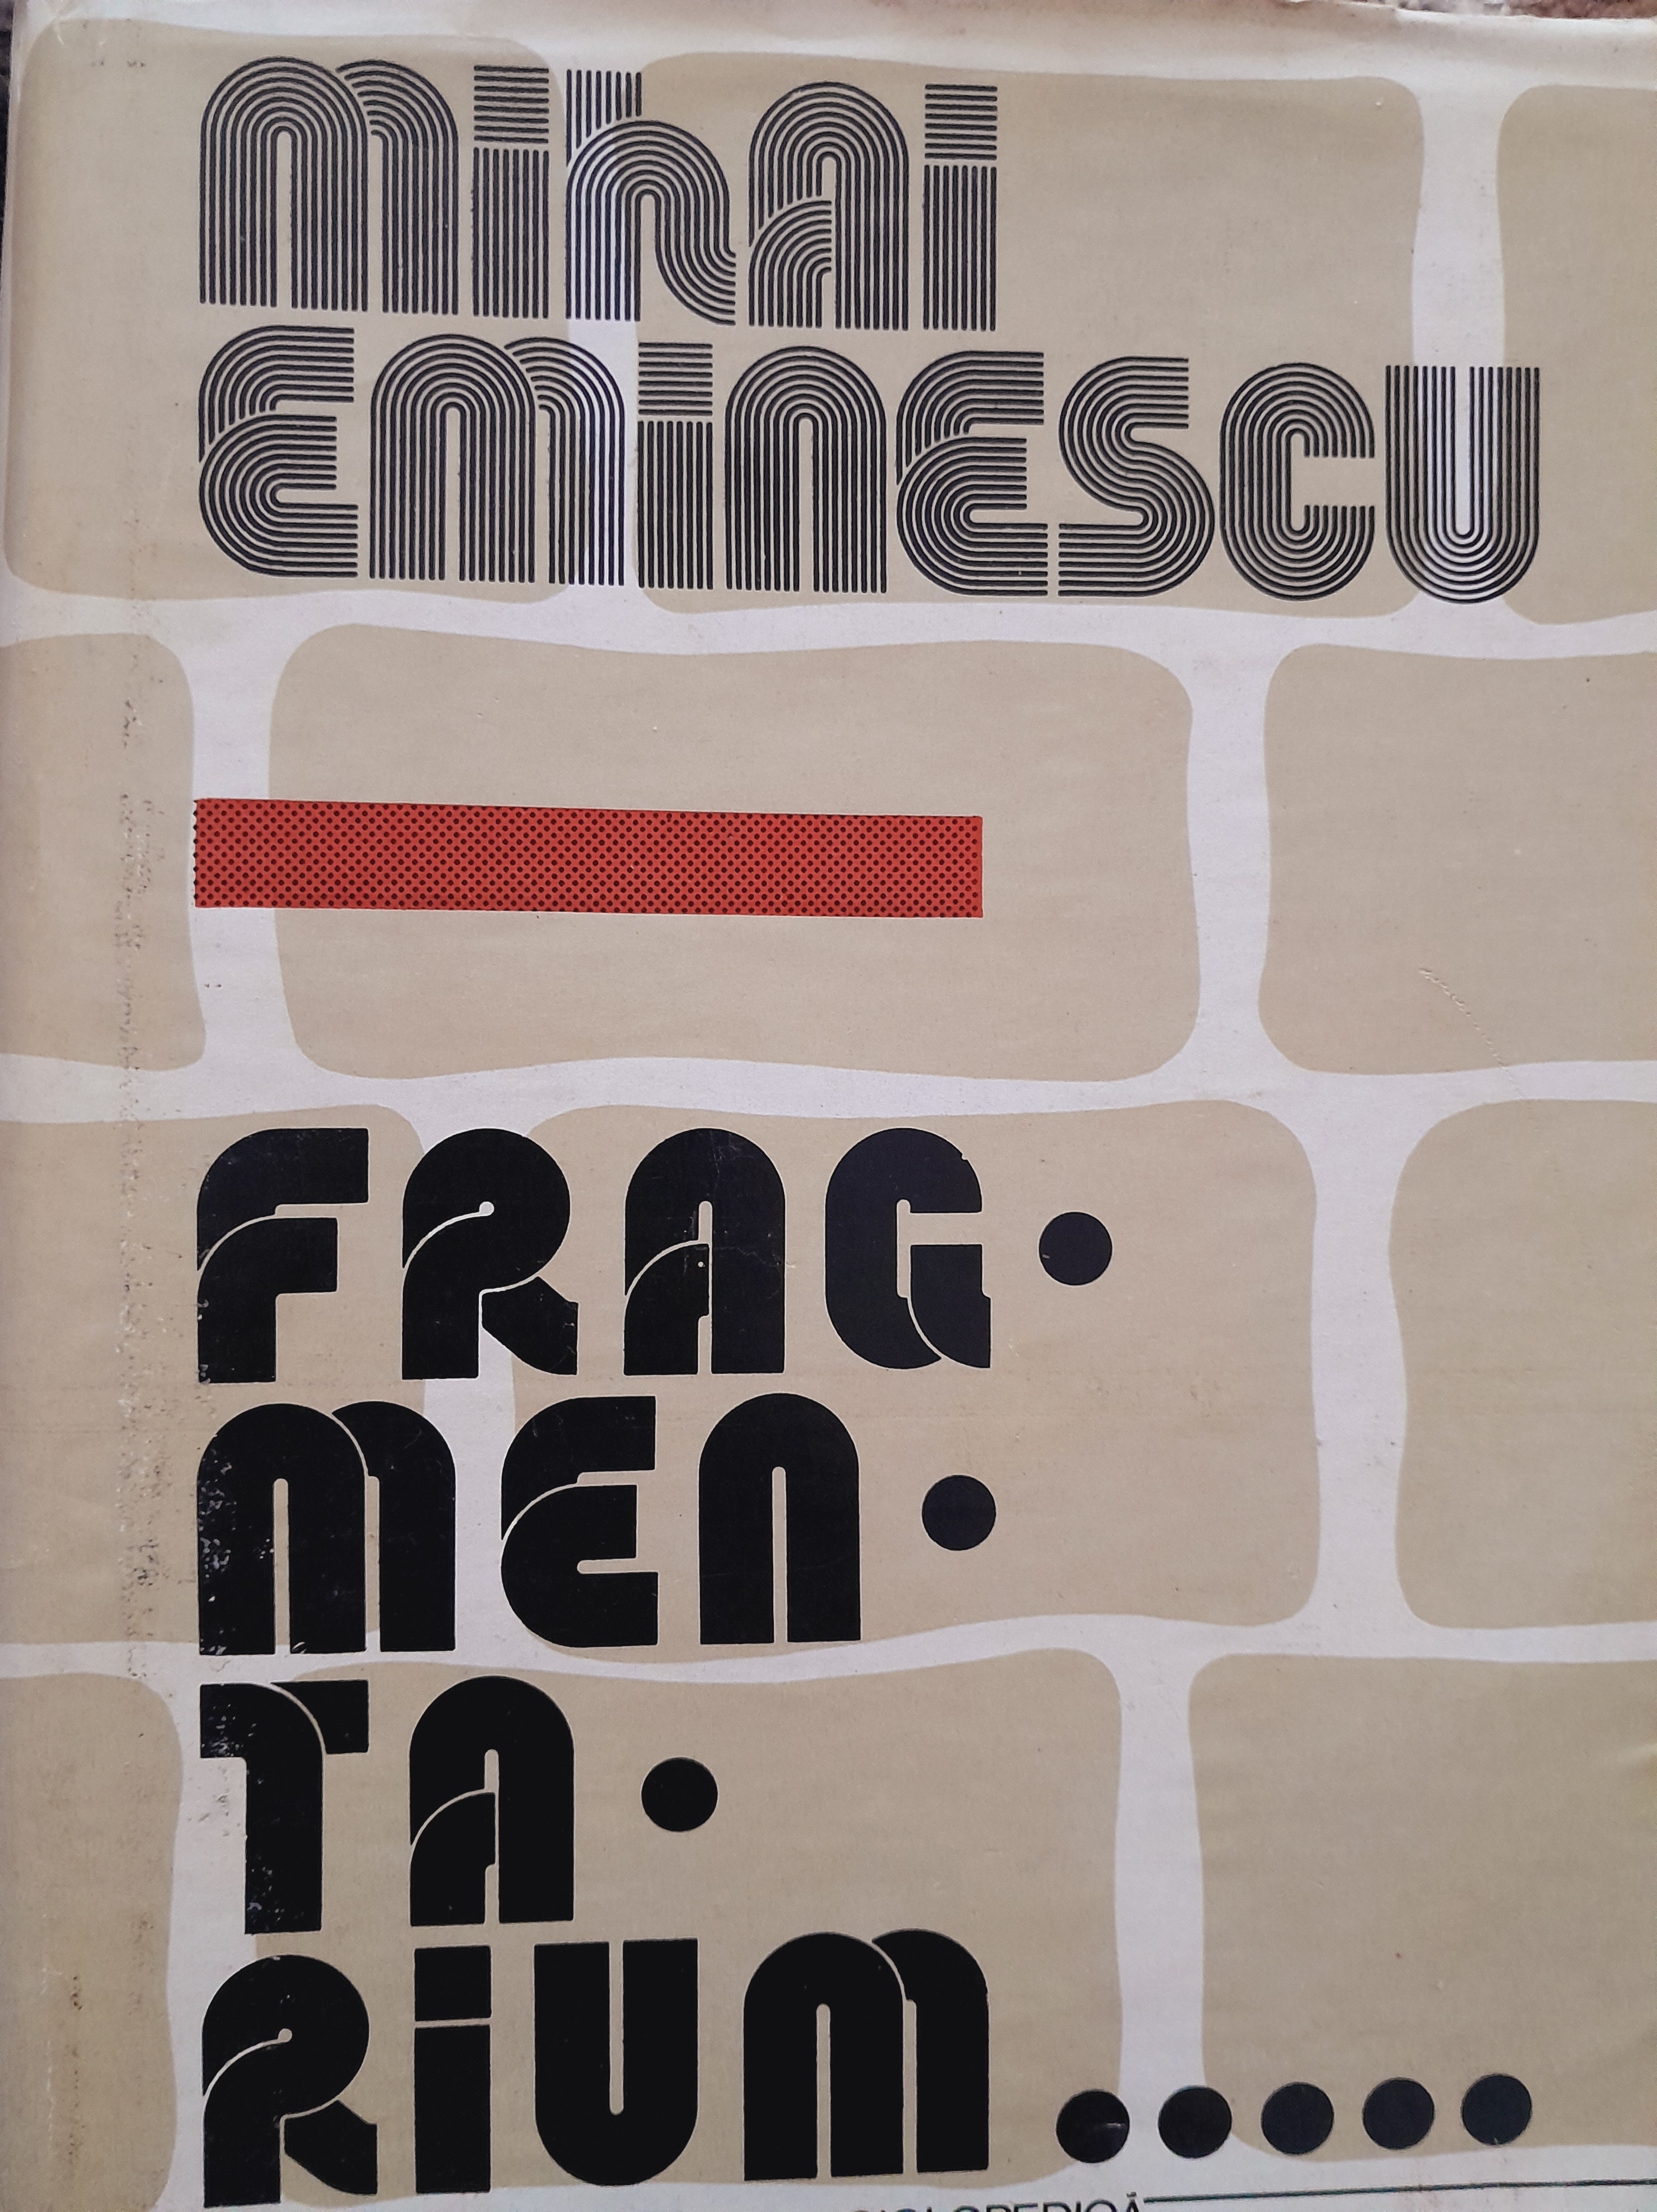 mihai
eminescu
FRAG·
MEN·
TA·
RIUM.....